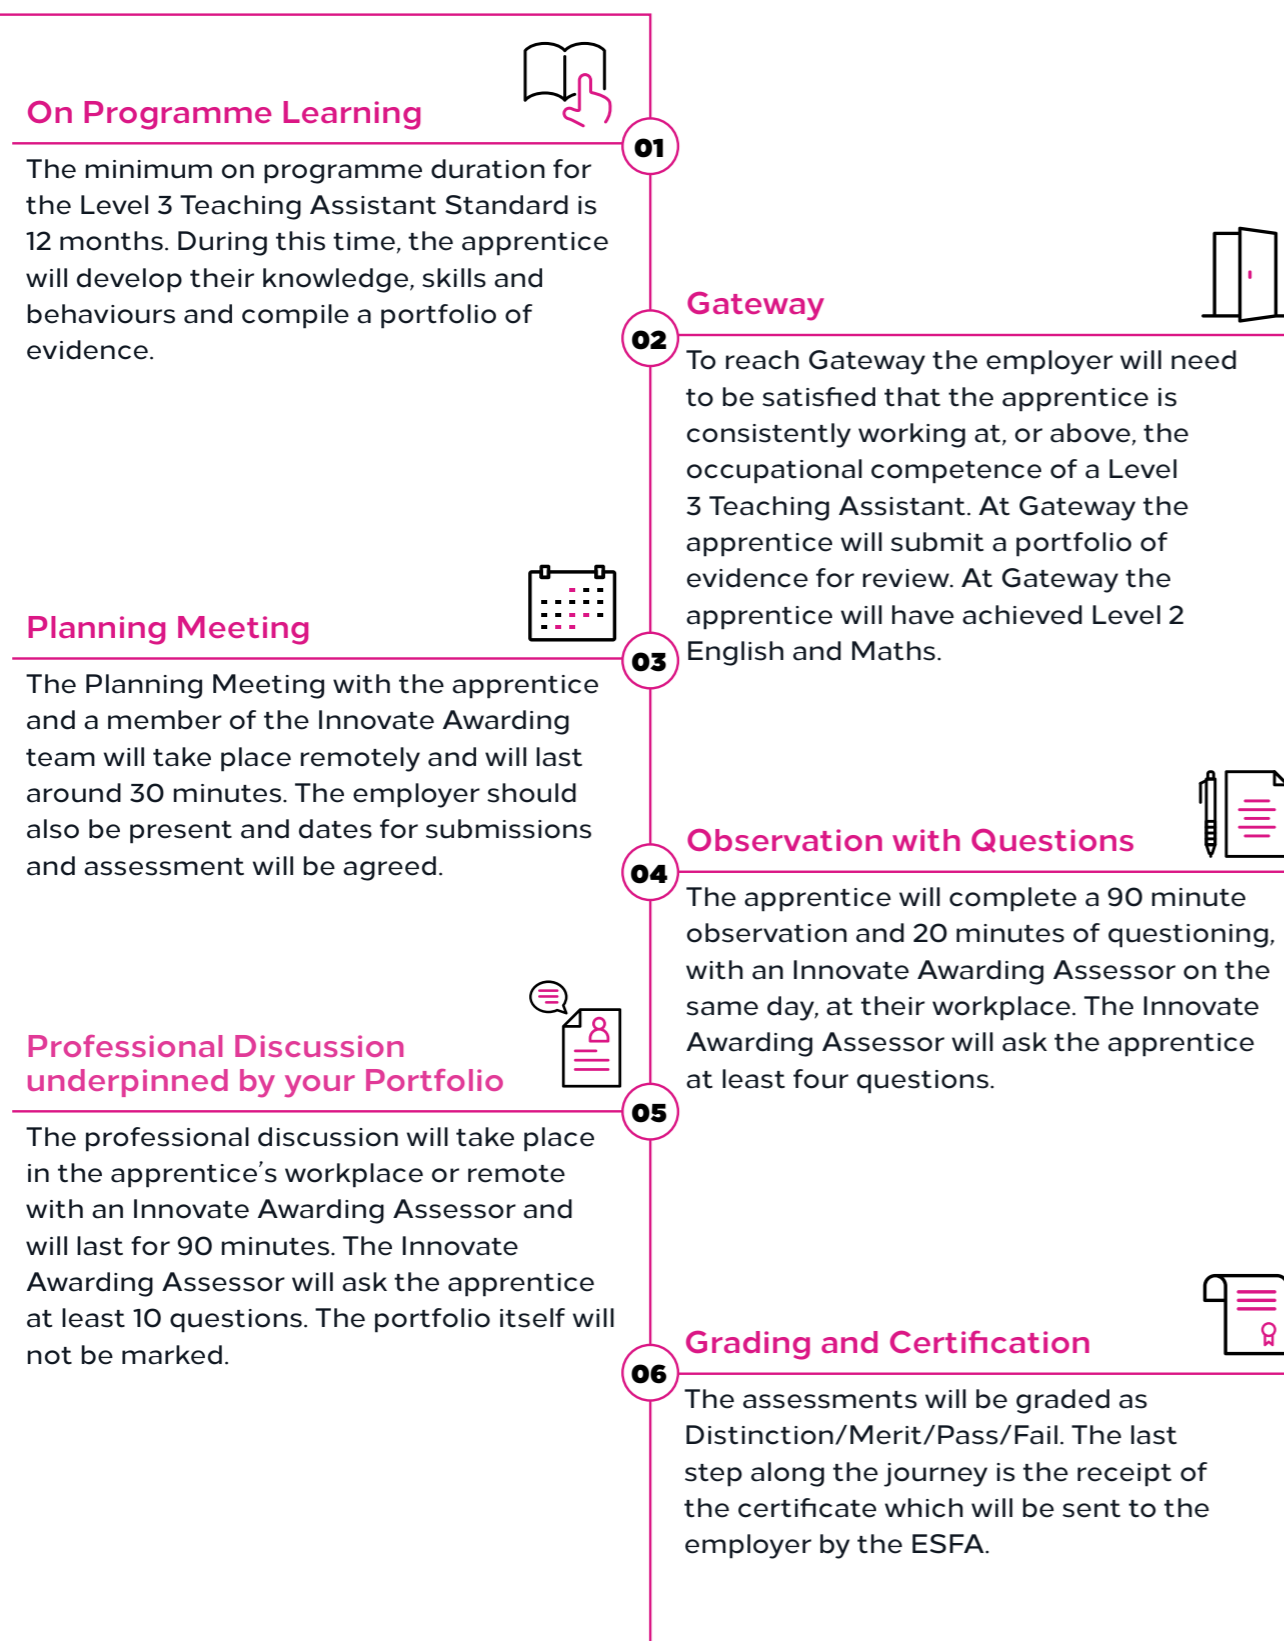 On Programme Learning
01
The minimum on programme duration for
the Level 3 Teaching Assistant Standard is
12 months. During this time, the apprentice
will develop their knowledge, skills and
behaviours and compile a portfolio of
evidence.
Gateway
02
To reach Gateway the employer will need
to be satisfied that the apprentice is
consistently working at, or above, the
occupational competence of a Level
3 Teaching Assistant. At Gateway the
apprentice will submit a portfolio of
evidence for review. At Gateway the
apprentice will have achieved Level 2
English and Maths.
Planning Meeting
03
The Planning Meeting with the apprentice
and a member of the Innovate Awarding
team will take place remotely and will last
around 30 minutes. The employer should
also be present and dates for submissions
and assessment will be agreed.
Observation with Questions
04
The apprentice will complete a 90 minute
observation and 20 minutes of questioning,
with an Innovate Awarding Assessor on the
same day, at their workplace. The Innovate
Awarding Assessor will ask the apprentice
at least four questions.
Professional Discussion
underpinned by your Portfolio
05
The professional discussion will take place
in the apprentice's workplace or remote
with an Innovate Awarding Assessor and
will last for 90 minutes. The Innovate
Awarding Assessor will ask the apprentice
at least 10 questions. The portfolio itself will
not be marked.
Grading and Certification
06
The assessments will be graded as
Distinction/Merit/Pass/Fail. The last
step along the journey is the receipt of
the certificate which will be sent to the
employer by the ESFA.